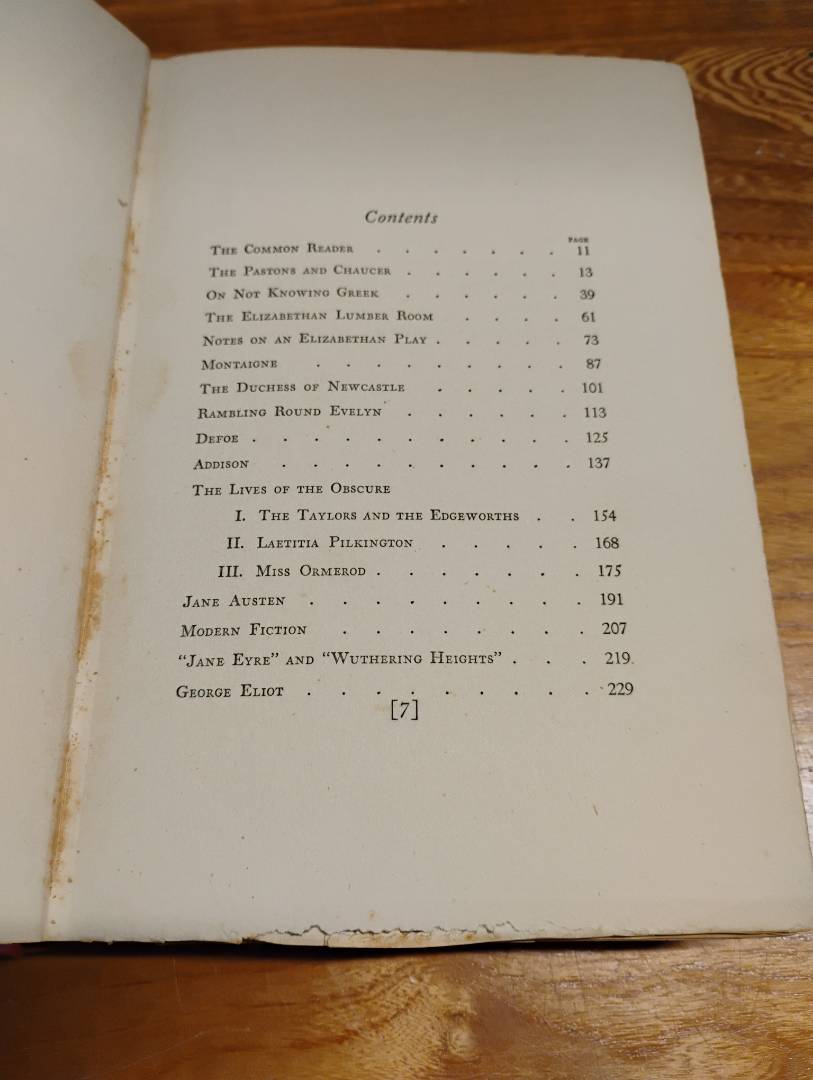 Contents
PAGE
The Common Reader . . . . . . . 11
The Pastons and Chaucer . . . . . . 13
On Not Knowing Greek . . . . . . 39
The Elizabethan Lumber Room . . . . 61
Notes on an Elizabethan Play . . . . . 73
Montaigne . . . . . . . . . 87
The Duchess of Newcastle . . . . . 101
Rambling Round Evelyn . . . . . . 113
Defoe . . . . . . . . . . . 125
Addison . . . . . . . . . . 137
The Lives of the Obscure
I. The Taylors and the Edgeworths . . 154
II. Laetitia Pilkington . . . . . 168
III. Miss Ormerod . . . . . . . 175
Jane Austen . . . . . . . . . 191
Modern Fiction . . . . . . . . 207
"Jane Eyre" and "Wuthering Heights" . . . 219
George Eliot . . . . . . . . . 229
[7]